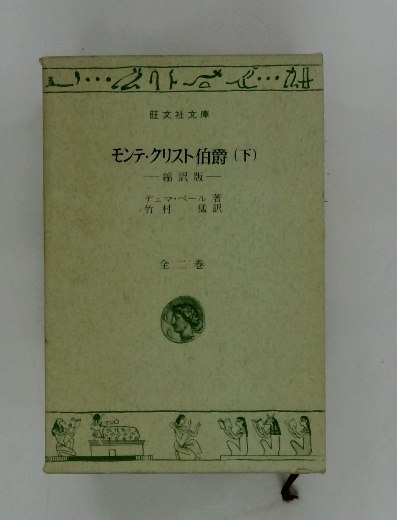 旺文社文庫
モンテ・クリスト伯爵(下)
—縮訳版—
デュマ・ペール 著
竹村 猛 訳
全二巻